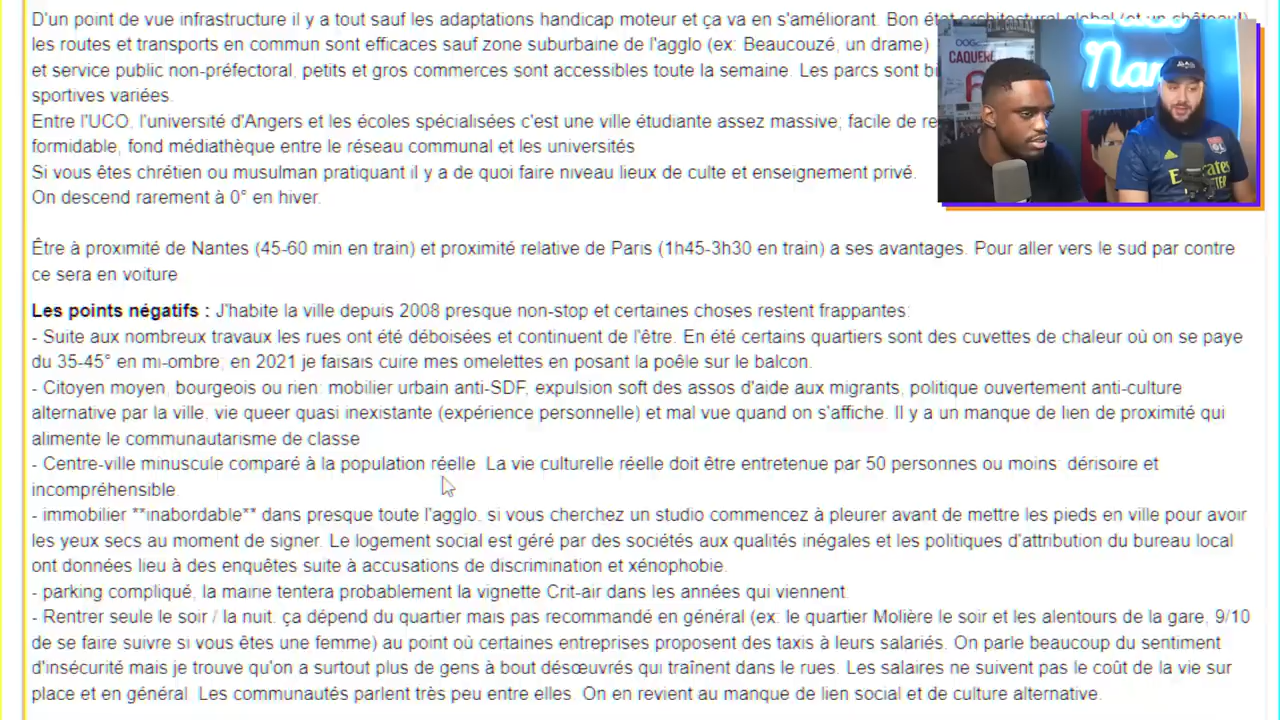 D'un point de vue infrastructure il y a tout sauf les adaptations handicap moteur et ça va en s'améliorant. Bon état architectural global (et un château!)
les routes et transports en commun sont efficaces sauf zone suburbaine de l'agglo (ex: Beaucouzé, un drame)
et service public non-préfectoral, petits et gros commerces sont accessibles toute la semaine. Les parcs sont bi
sportives variées.
Entre l'UCO, l'université d'Angers et les écoles spécialisées c'est une ville étudiante assez massive; facile de re
formidable, fond médiathèque entre le réseau communal et les universités
Si vous êtes chrétien ou musulman pratiquant il y a de quoi faire niveau lieux de culte et enseignement privé.
On descend rarement à 0° en hiver.
Être à proximité de Nantes (45-60 min en train) et proximité relative de Paris (1h45-3h30 en train) a ses avantages. Pour aller vers le sud par contre
ce sera en voiture
Les points négatifs : J'habite la ville depuis 2008 presque non-stop et certaines choses restent frappantes:
- Suite aux nombreux travaux les rues ont été déboisées et continuent de l'être. En été certains quartiers sont des cuvettes de chaleur où on se paye
du 35-45° en mi-ombre; en 2021 je faisais cuire mes omelettes en posant la poêle sur le balcon.
- Citoyen moyen, bourgeois ou rien: mobilier urbain anti-SDF, expulsion soft des assos d'aide aux migrants, politique ouvertement anti-culture
alternative par la ville, vie queer quasi inexistante (expérience personnelle) et mal vue quand on s'affiche. Il y a un manque de lien de proximité qui
alimente le communautarisme de classe
- Centre-ville minuscule comparé à la population réelle. La vie culturelle réelle doit être entretenue par 50 personnes ou moins: dérisoire et
incompréhensible.
- immobilier **inabordable** dans presque toute l'agglo, si vous cherchez un studio commencez à pleurer avant de mettre les pieds en ville pour avoir
les yeux secs au moment de signer. Le logement social est géré par des sociétés aux qualités inégales et les politiques d'attribution du bureau local
ont données lieu à des enquêtes suite à accusations de discrimination et xénophobie.
- parking compliqué, la mairie tentera probablement la vignette Crit-air dans les années qui viennent.
- Rentrer seule le soir / la nuit: ça dépend du quartier mais pas recommandé en général (ex: le quartier Molière le soir et les alentours de la gare, 9/10
de se faire suivre si vous êtes une femme) au point où certaines entreprises proposent des taxis à leurs salariés. On parle beaucoup du sentiment
d'insécurité mais je trouve qu'on a surtout plus de gens à bout désœuvrés qui traînent dans le rues. Les salaires ne suivent pas le coût de la vie sur
place et en général. Les communautés parlent très peu entre elles. On en revient au manque de lien social et de culture alternative.
CAQUERET
Emirates